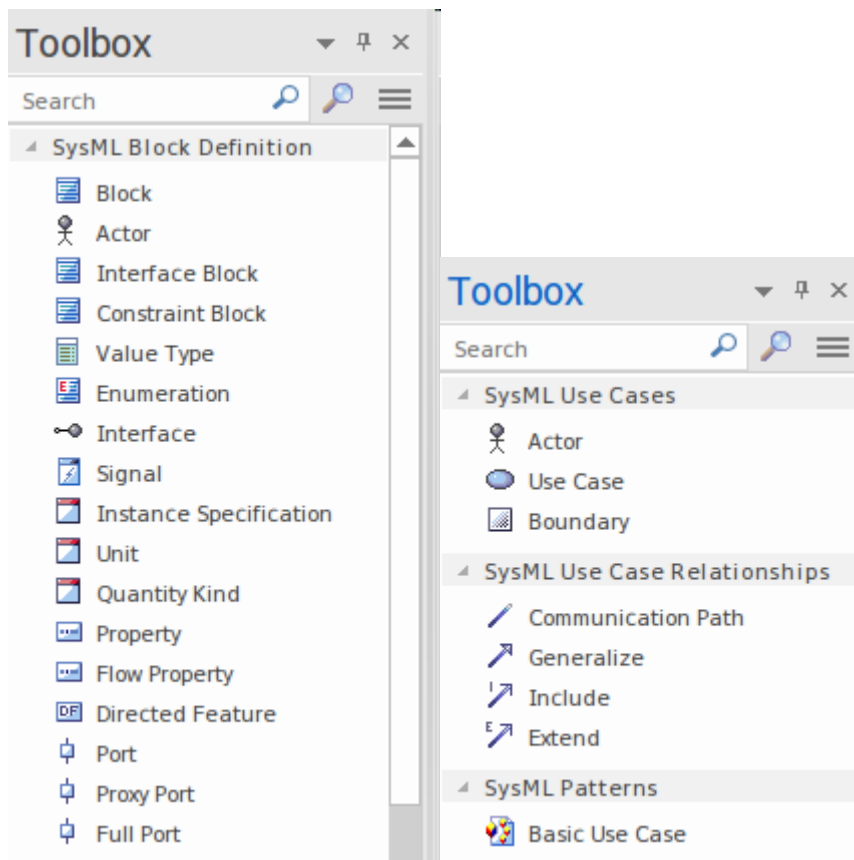 Toolbox
Search
SysML Block Definition
Block
Actor
Interface Block
Constraint Block
Value Type
Enumeration
Interface
Signal
Instance Specification
Unit
Quantity Kind
Property
Flow Property
DF Directed Feature
Port
Proxy Port
Full Port
Toolbox
Search
SysML Use Cases
Actor
Use Case
Boundary
SysML Use Case Relationships
Communication Path
Generalize
I Include
E Extend
SysML Patterns
Basic Use Case